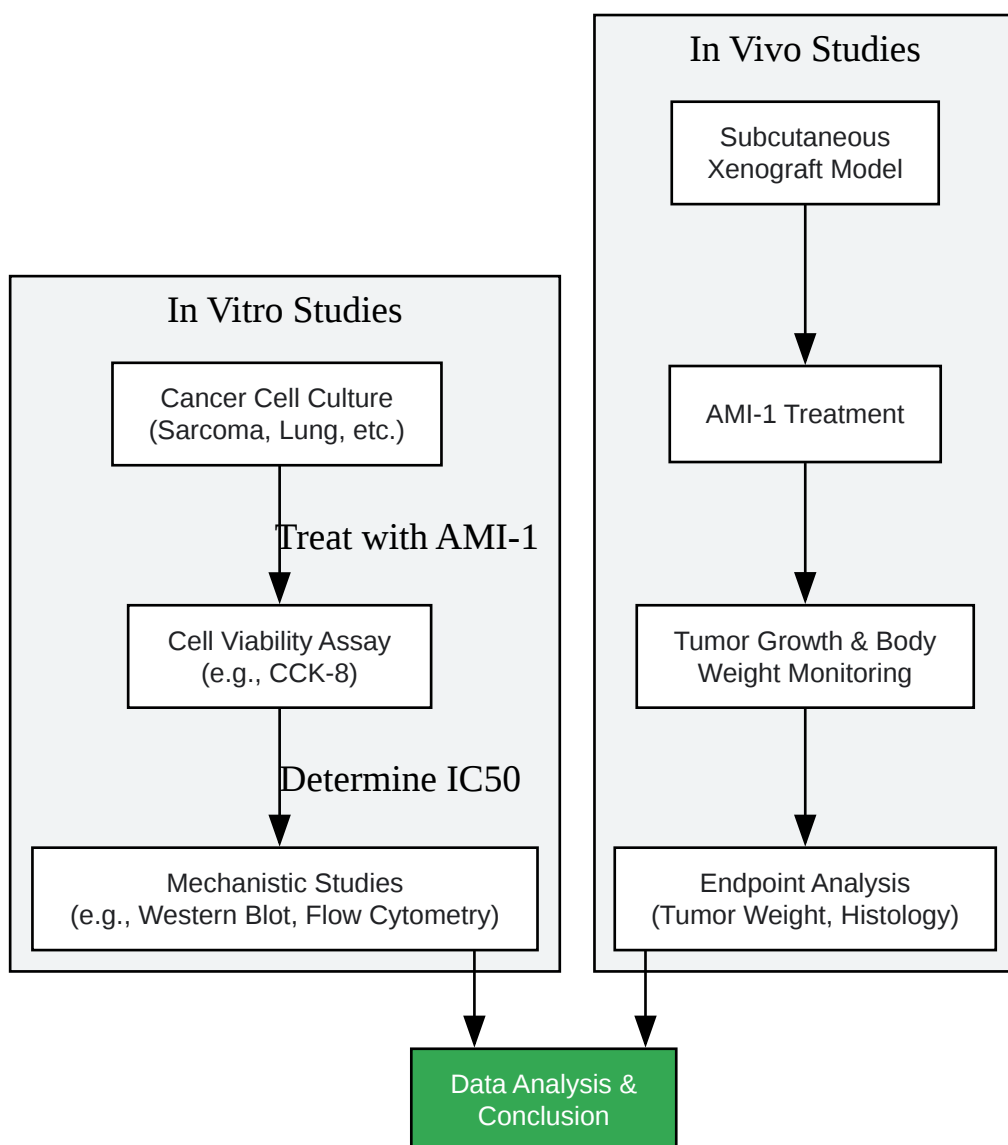 In Vivo Studies
Subcutaneous
Xenograft Model
AMI-1 Treatment
Tumor Growth & Body
Weight Monitoring
Endpoint Analysis
(Tumor Weight, Histology)
In Vitro Studies
Cancer Cell Culture
(Sarcoma, Lung, etc.)
Treat with AMI-1
Cell Viability Assay
(e.g., CCK-8)
Determine IC50
Mechanistic Studies
(e.g., Western Blot, Flow Cytometry)
Data Analysis &
Conclusion